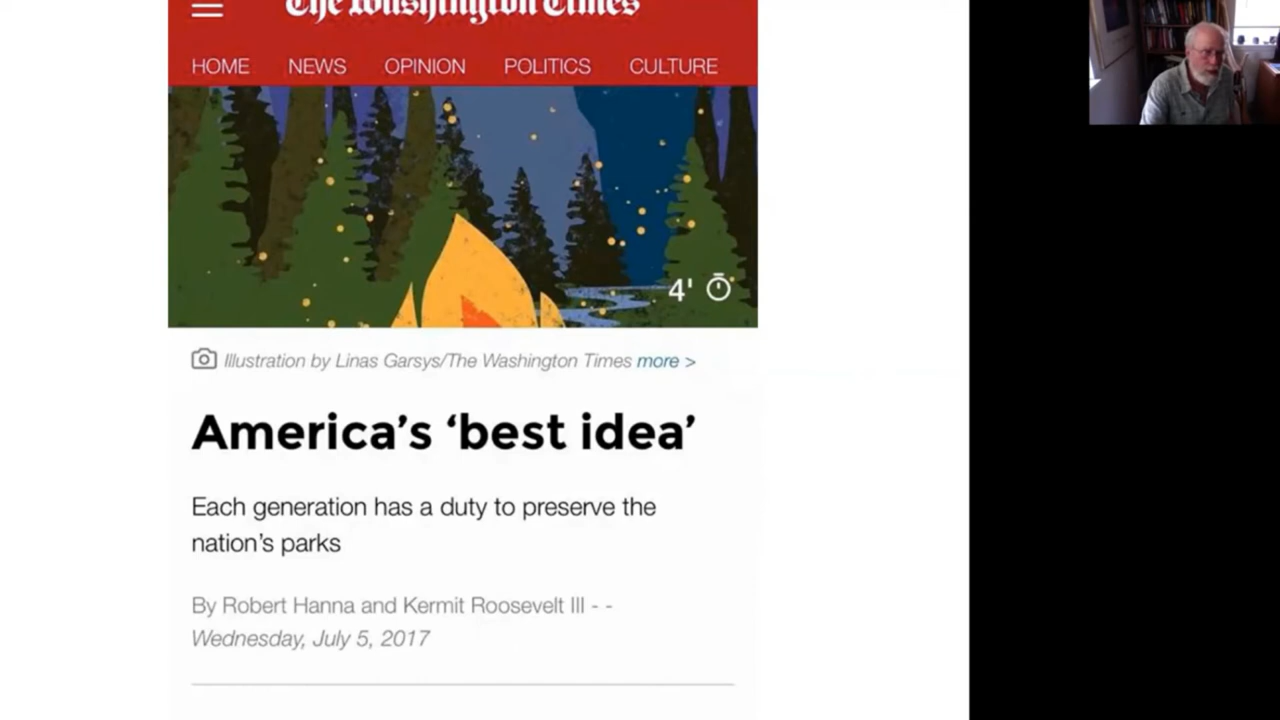 The Washington Times
HOME NEWS OPINION POLITICS CULTURE
4'
Illustration by Linas Garsys/The Washington Times more >
America’s ‘best idea’
Each generation has a duty to preserve the
nation’s parks
By Robert Hanna and Kermit Roosevelt III - -
Wednesday, July 5, 2017